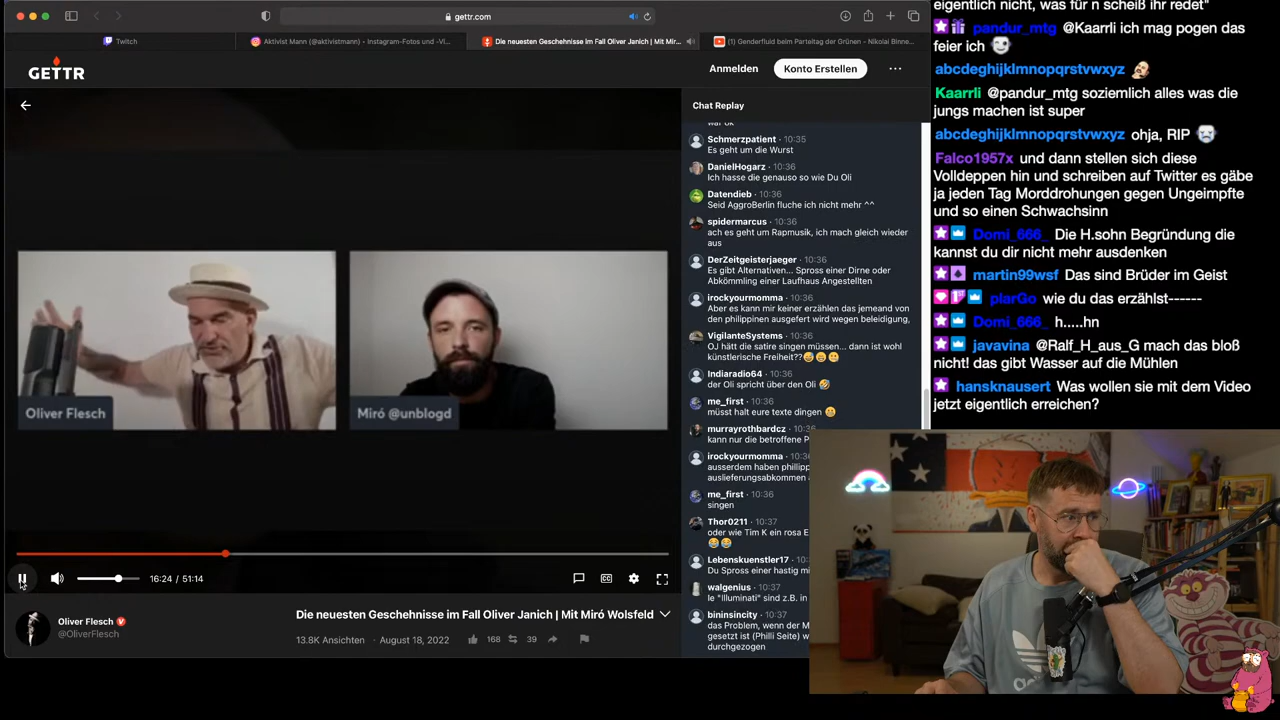 gettr.com
Twitch
Aktivist Mann (@aktivistmann) • Instagram-Fotos und -Vi...
Die neuesten Geschehnisse im Fall Oliver Janich | Mit Mir...
(1) Genderfluid beim Parteitag der Grünen - Nikolai Binne...
GETTR
Anmelden
Konto Erstellen
Chat Replay
Schmerzpatient · 10:35
Es geht um die Wurst
DanielHogarz · 10:36
Ich hasse die genauso so wie Du Oli
Datendieb · 10:36
Seid AggroBerlin fluche ich nicht mehr ^^
spidermarcus · 10:36
ach es geht um Rapmusik, ich mach gleich wieder
aus
DerZeitgeisterjaeger · 10:36
Es gibt Alternativen... Spross einer Dirne oder
Abkömmling einer Laufhaus Angestellten
irockyourmomma · 10:36
Aber es kann mir keiner erzählen das jemeand von
den philippinen ausgefert wird wegen beleidigung,
VigilanteSystems · 10:36
OJ hätt die satire singen müssen... dann ist wohl
künstlerische Freiheit??
Indiaradio64 · 10:36
der Oli spricht über den Oli
me_first · 10:36
müsst halt eure texte dingen
murrayrothbardcz · 10:36
kann nur die betroffene P
irockyourmomma · 10:36
ausserdem haben philipp
auslieferungsabkommen
me_first · 10:36
singen
Thor0211 · 10:37
oder wie Tim K ein rosa E
Lebenskuenstler17 · 10:
Du Spross einer hastig mi
walgenius · 10:37
le "Illuminati" sind z.B. in
bininsincity · 10:37
das Problem, wenn der M
gesetzt ist (Philli Seite) w
durchgezogen
Oliver Flesch
Miró @unblogd
16:24 / 51:14
Oliver Flesch
@OliverFlesch
Die neuesten Geschehnisse im Fall Oliver Janich | Mit Miró Wolsfeld
13.8K Ansichten · August 18, 2022
168
39
eigentlich nicht, was für n scheiß ihr redet"
pandur_mtg @Kaarrli ich mag pogen das
feier ich
abcdeghijklmnopqrstvwxyz
Kaarrli @pandur_mtg soziemlich alles was die
jungs machen ist super
abcdeghijklmnopqrstvwxyz ohja, RIP
Falco1957x und dann stellen sich diese
Volldeppen hin und schreiben auf Twitter es gäbe
ja jeden Tag Morddrohungen gegen Ungeimpfte
und so einen Schwachsinn
Domi_666_ Die H.sohn Begründung die
kannst du dir nicht mehr ausdenken
martin99wsf Das sind Brüder im Geist
plarGo wie du das erzählst------
Domi_666_ h.....hn
javavina @Ralf_H_aus_G mach das bloß
nicht! das gibt Wasser auf die Mühlen
hansknausert Was wollen sie mit dem Video
jetzt eigentlich erreichen?